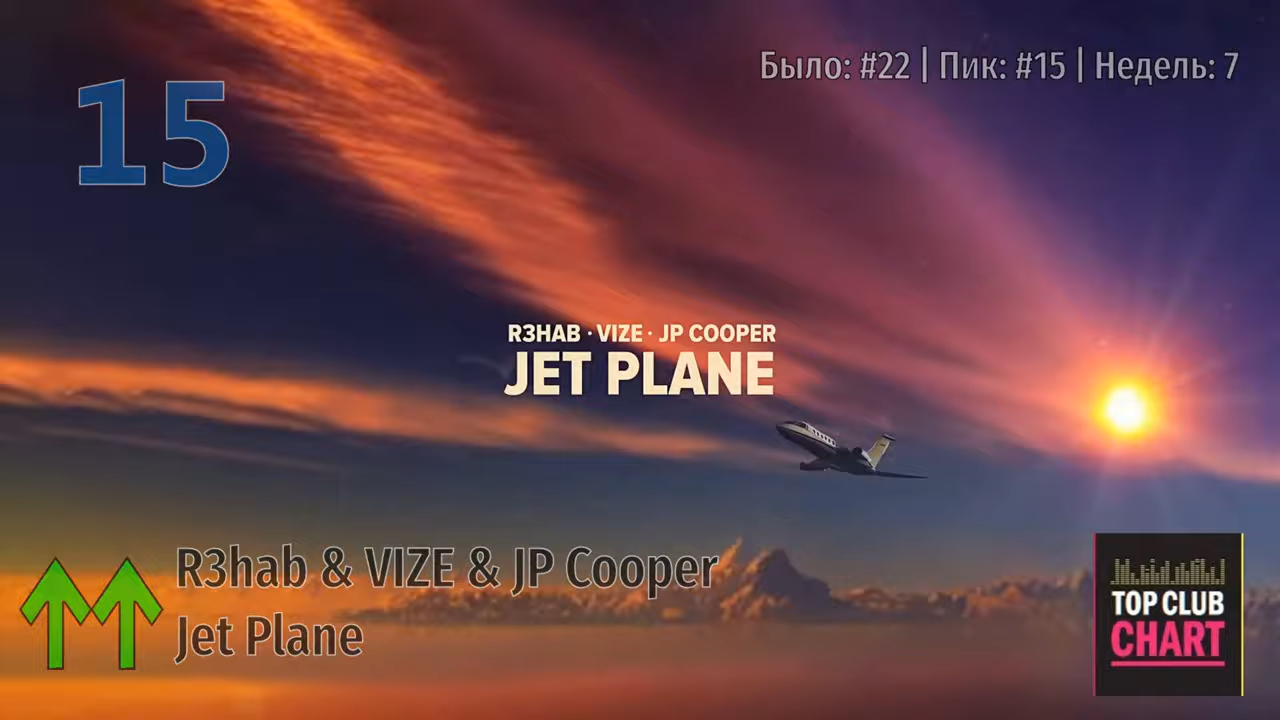 15
Было: #22 | Пик: #15 | Недель: 7
R3HAB · VIZE · JP COOPER
JET PLANE
R3hab & VIZE & JP Cooper
Jet Plane
TOP CLUB
CHART